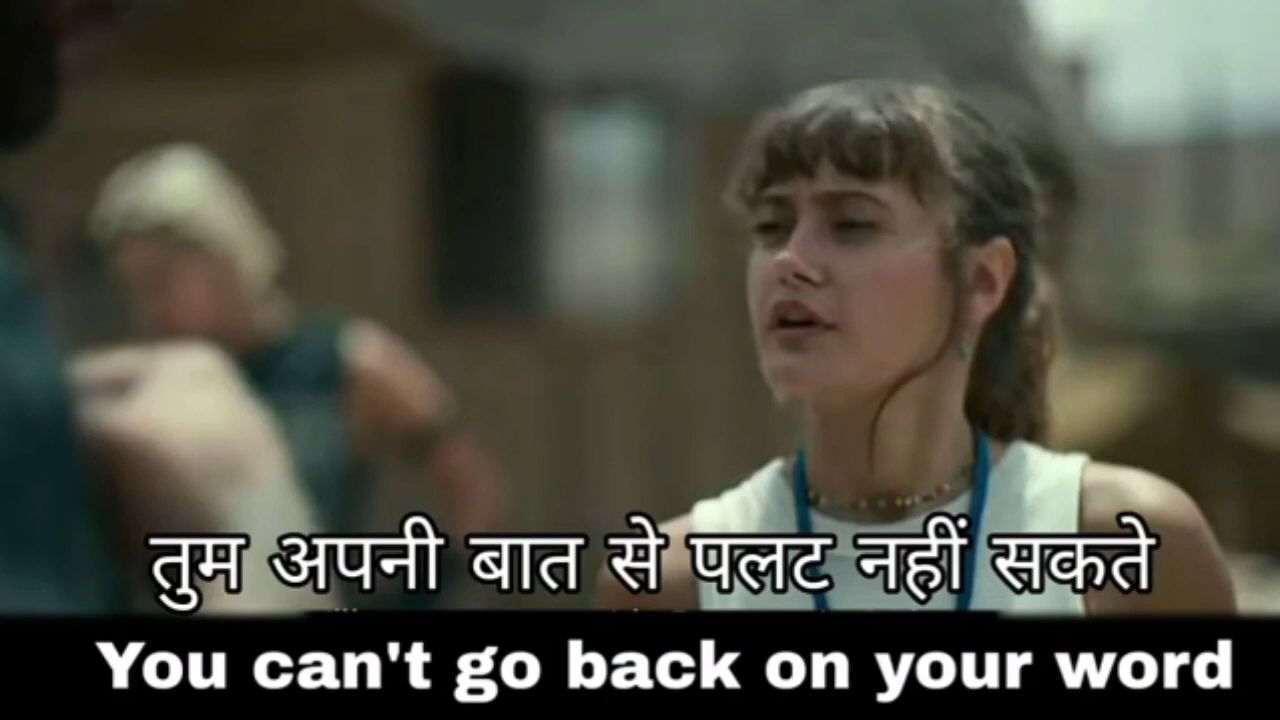 तुम अपनी बात से पलट नहीं सकते
You can't go back on your word